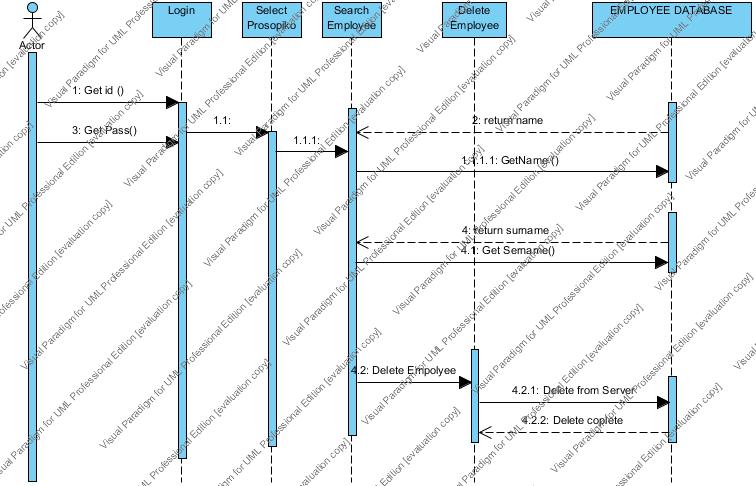 Actor
Login
Select
Prosopiko
Search
Employee
Delete
Employee
EMPLOYEE DATABASE
1: Get id ()
3: Get Pass()
1.1:
1.1.1:
2: return name
1.1.1.1: GetName ()
4: return surname
4.1: Get Sername()
4.2: Delete Empolyee
4.2.1: Delete from Server
4.2.2: Delete coplete
Visual Paradigm for UML Professional Edition [evaluation copy]